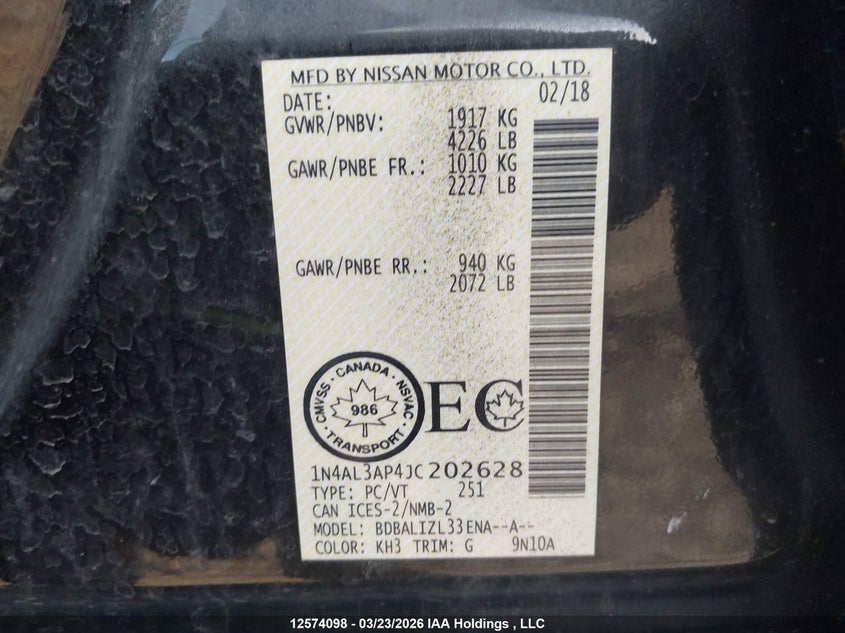 MFD BY NISSAN MOTOR CO., LTD.
DATE: 02/18
GVWR/PNBV: 1917 KG
4226 LB
GAWR/PNBE FR.: 1010 KG
2227 LB
GAWR/PNBE RR.: 940 KG
2072 LB
CMVSS · CANADA · NSVAC
986
· TRANSPORT ·
EC
1N4AL3AP4JC202628
TYPE: PC/VT 251
CAN ICES-2/NMB-2
MODEL: BDBALIZL33ENA--A--
COLOR: KH3 TRIM: G 9N10A
12574098 - 03/23/2026 IAA Holdings , LLC